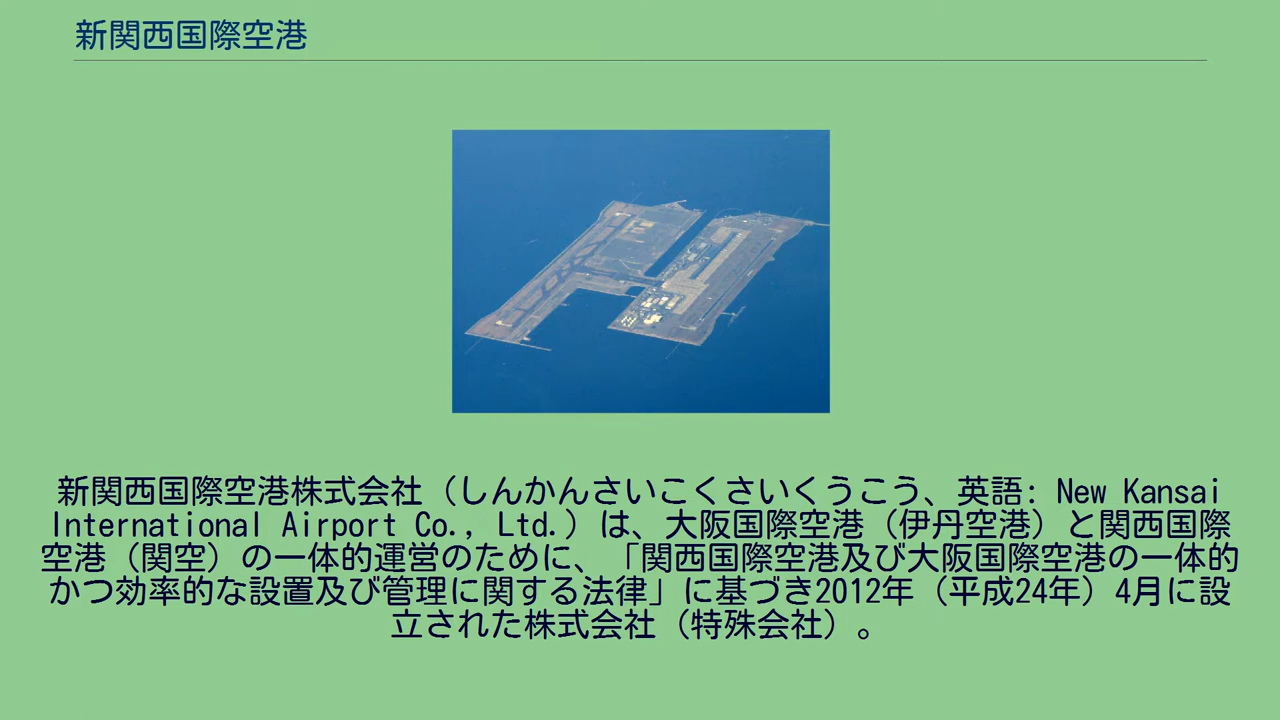 新関西国際空港
新関西国際空港株式会社（しんかんさいこくさいくうこう、英語: New Kansai
International Airport Co., Ltd.）は、大阪国際空港（伊丹空港）と関西国際
空港（関空）の一体的運営のために、「関西国際空港及び大阪国際空港の一体的
かつ効率的な設置及び管理に関する法律」に基づき2012年（平成24年）4月に設
立された株式会社（特殊会社）。